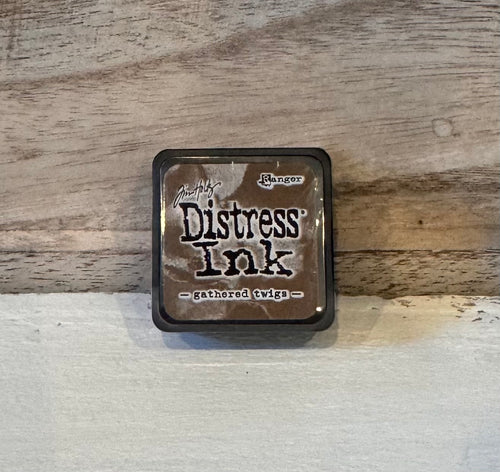 Tim Holtz
Ranger
Distress®
Ink
— gathered twigs —